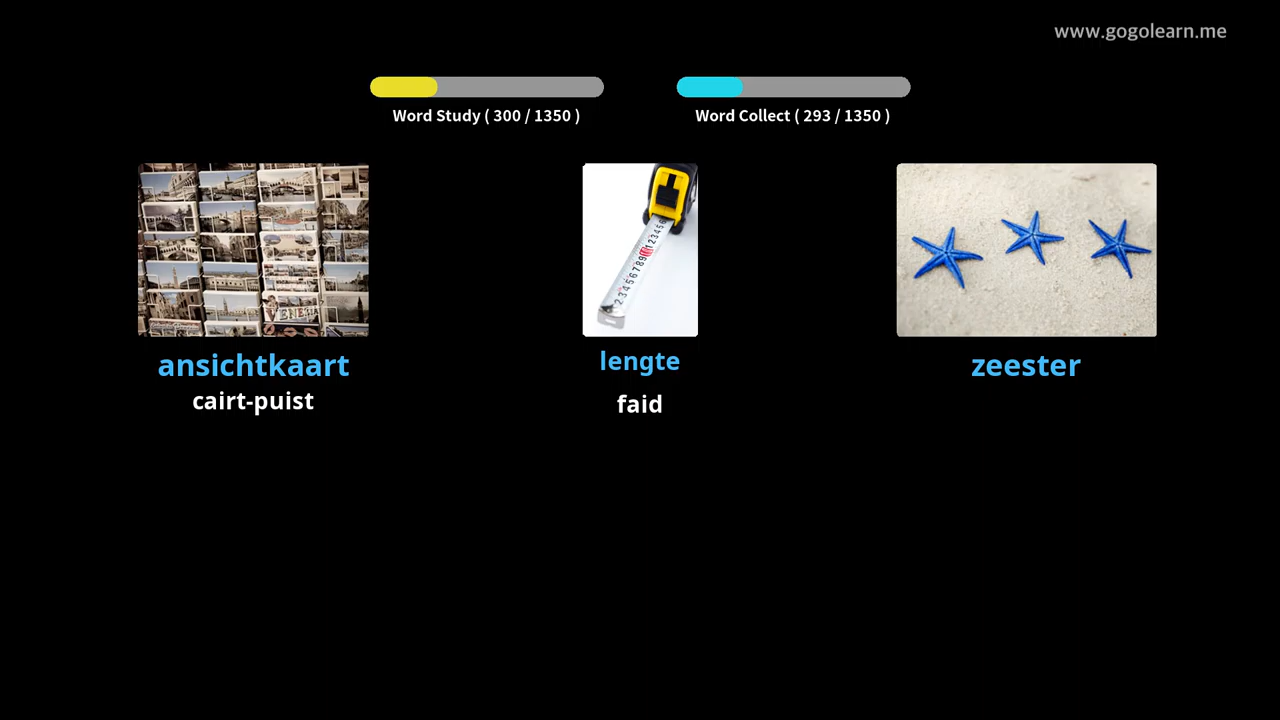 www.gogolearn.me
Word Study ( 300 / 1350 )
Word Collect ( 293 / 1350 )
ansichtkaart
lengte
zeester
cairt-puist
faid